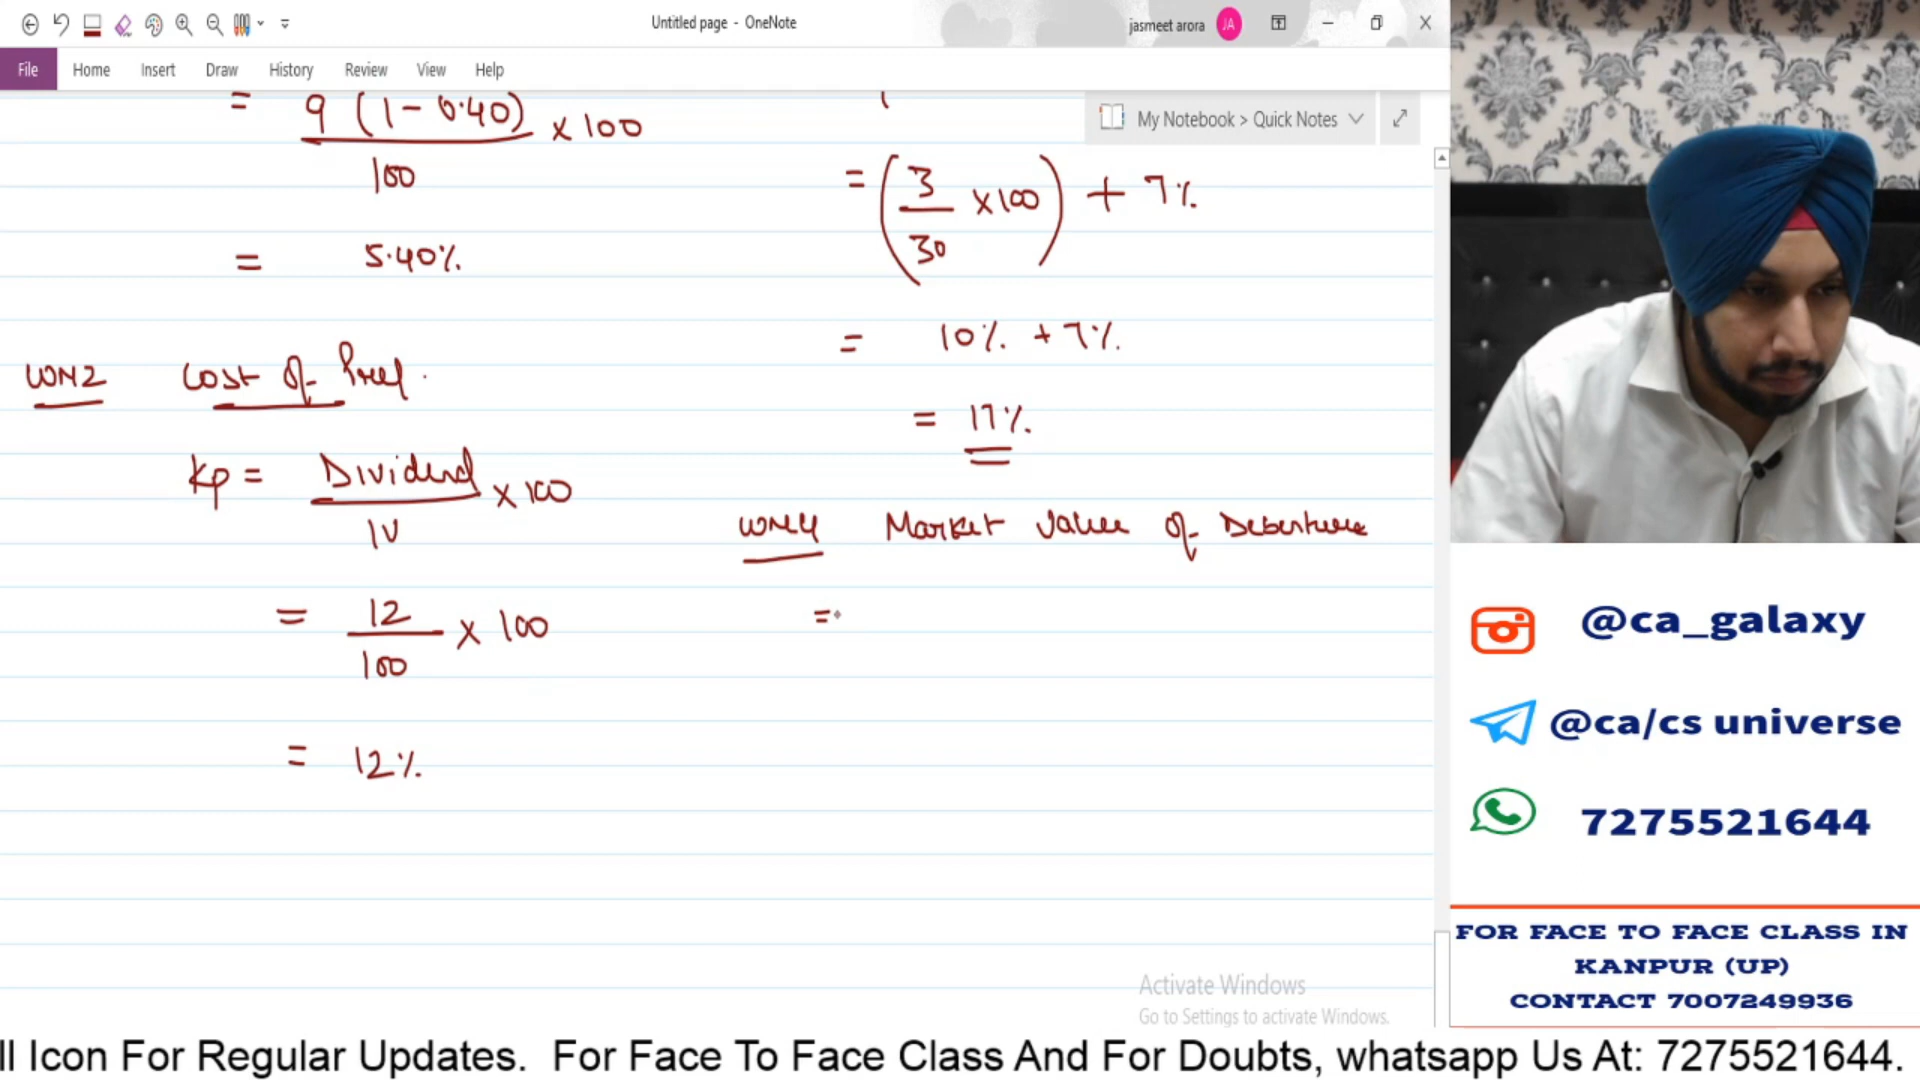 Untitled page - OneNote
jasmeet arora
JA
File Home Insert Draw History Review View Help
My Notebook > Quick Notes
= 9 (1 - 0.40) / 100 × 100
= 5.40%
WN2 Cost of Pref.
Kp = Dividend / IV × 100
= 12 / 100 × 100
= 12%
= (3 / 30 × 100) + 7%
= 10% + 7%
= 17%
WN4 Market Value of Debenture
=
Activate Windows
Go to Settings to activate Windows.
@ca_galaxy
@ca/cs universe
7275521644
FOR FACE TO FACE CLASS IN
KANPUR (UP)
CONTACT 7007249936
ll Icon For Regular Updates. For Face To Face Class And For Doubts, whatsapp Us At: 7275521644.